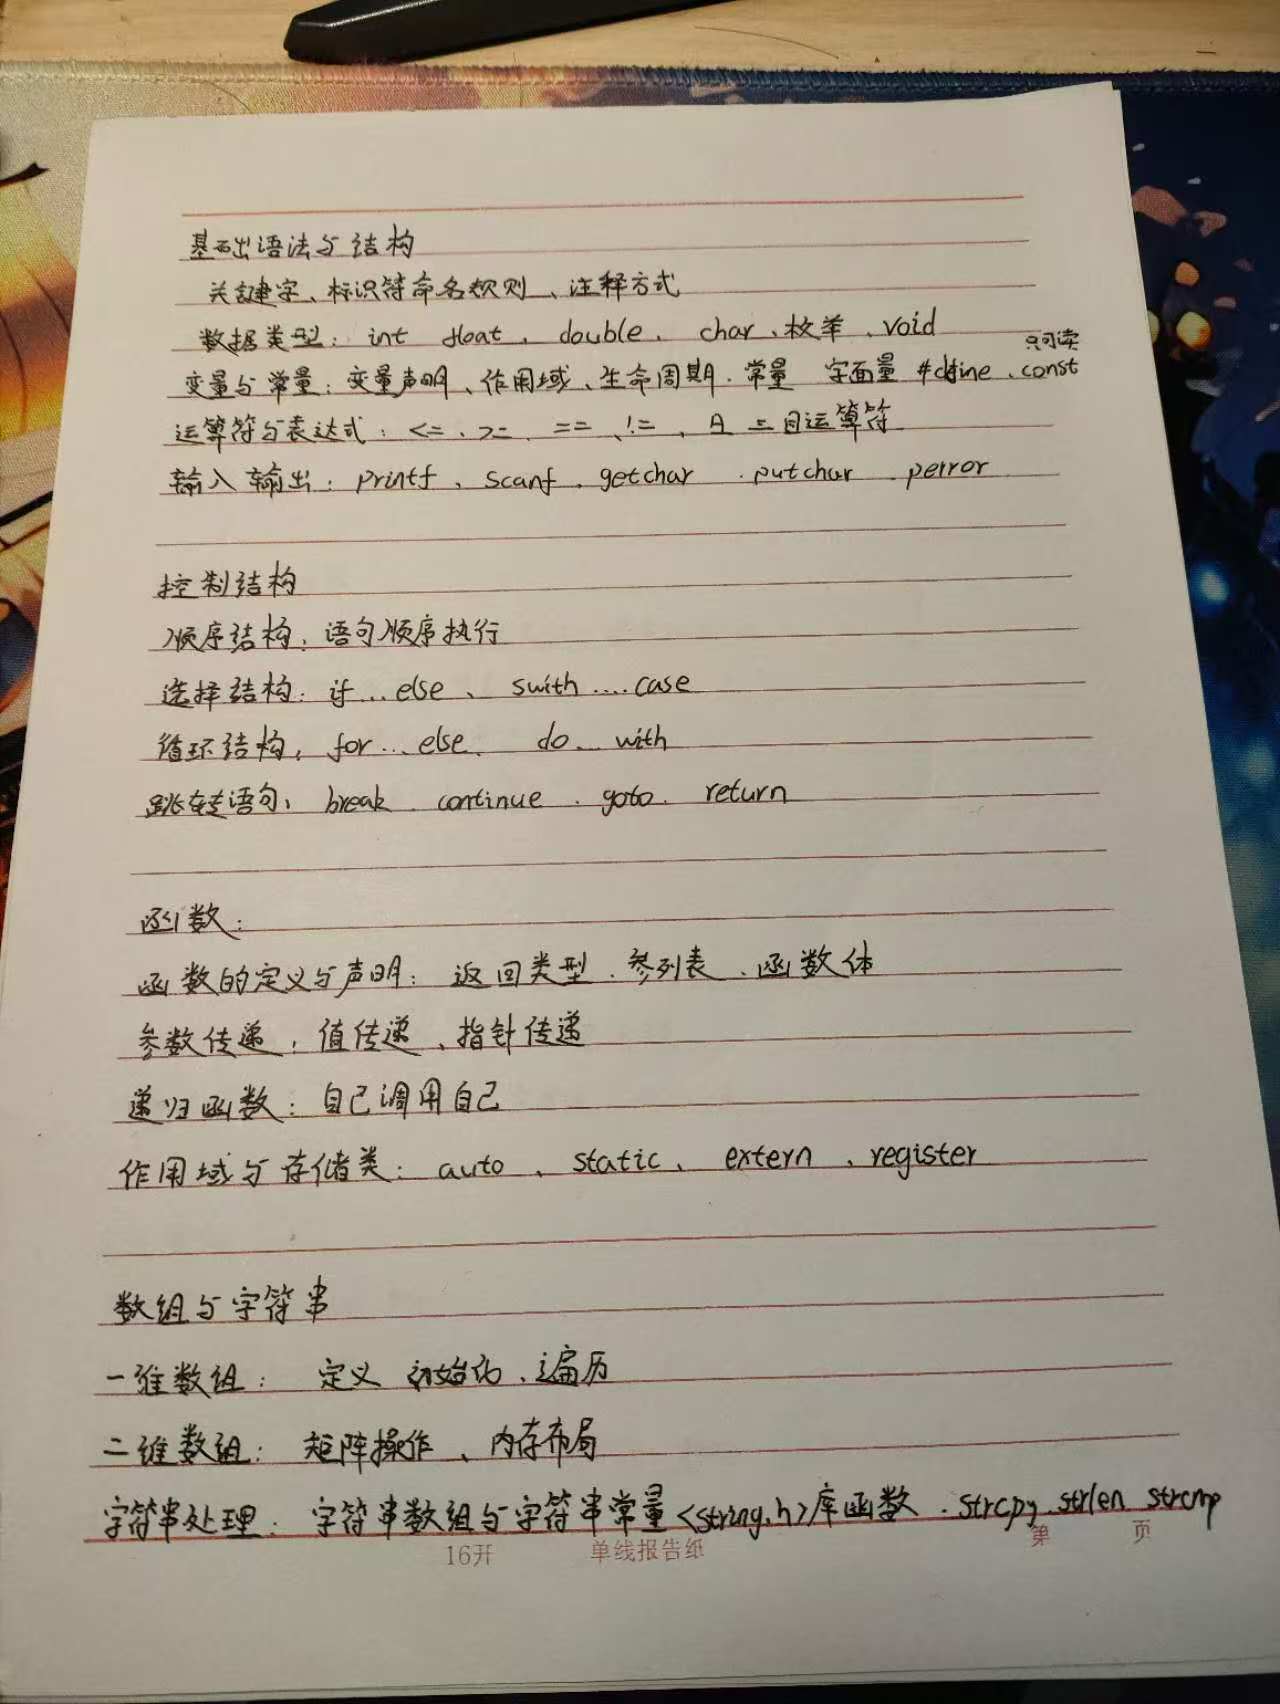 基础语法与结构
关键字、标识符命名规则、注释方式
数据类型：int float、double、char、枚举、void
只可读
变量与常量：变量声明、作用域、生命周期、常量 字面量 #define、const
运算符与表达式：<=、>=、==、!=、且 三目运算符
输入输出：printf、scanf、getchar、putchar perror
控制结构
顺序结构：语句顺序执行
选择结构：if...else、swith....case
循环结构：for...else、do...with
跳转语句：break、continue、goto、return
函数：
函数的定义与声明：返回类型、参列表、函数体
参数传递：值传递、指针传递
递归函数：自己调用自己
作用域与存储类：auto、static、extern、register
数组与字符串
一维数组：定义 初始化、遍历
二维数组：矩阵操作、内存布局
字符串处理：字符串数组与字符串常量<string.h>库函数、strcpy、strlen strcmp
16开 单线报告纸 第 页